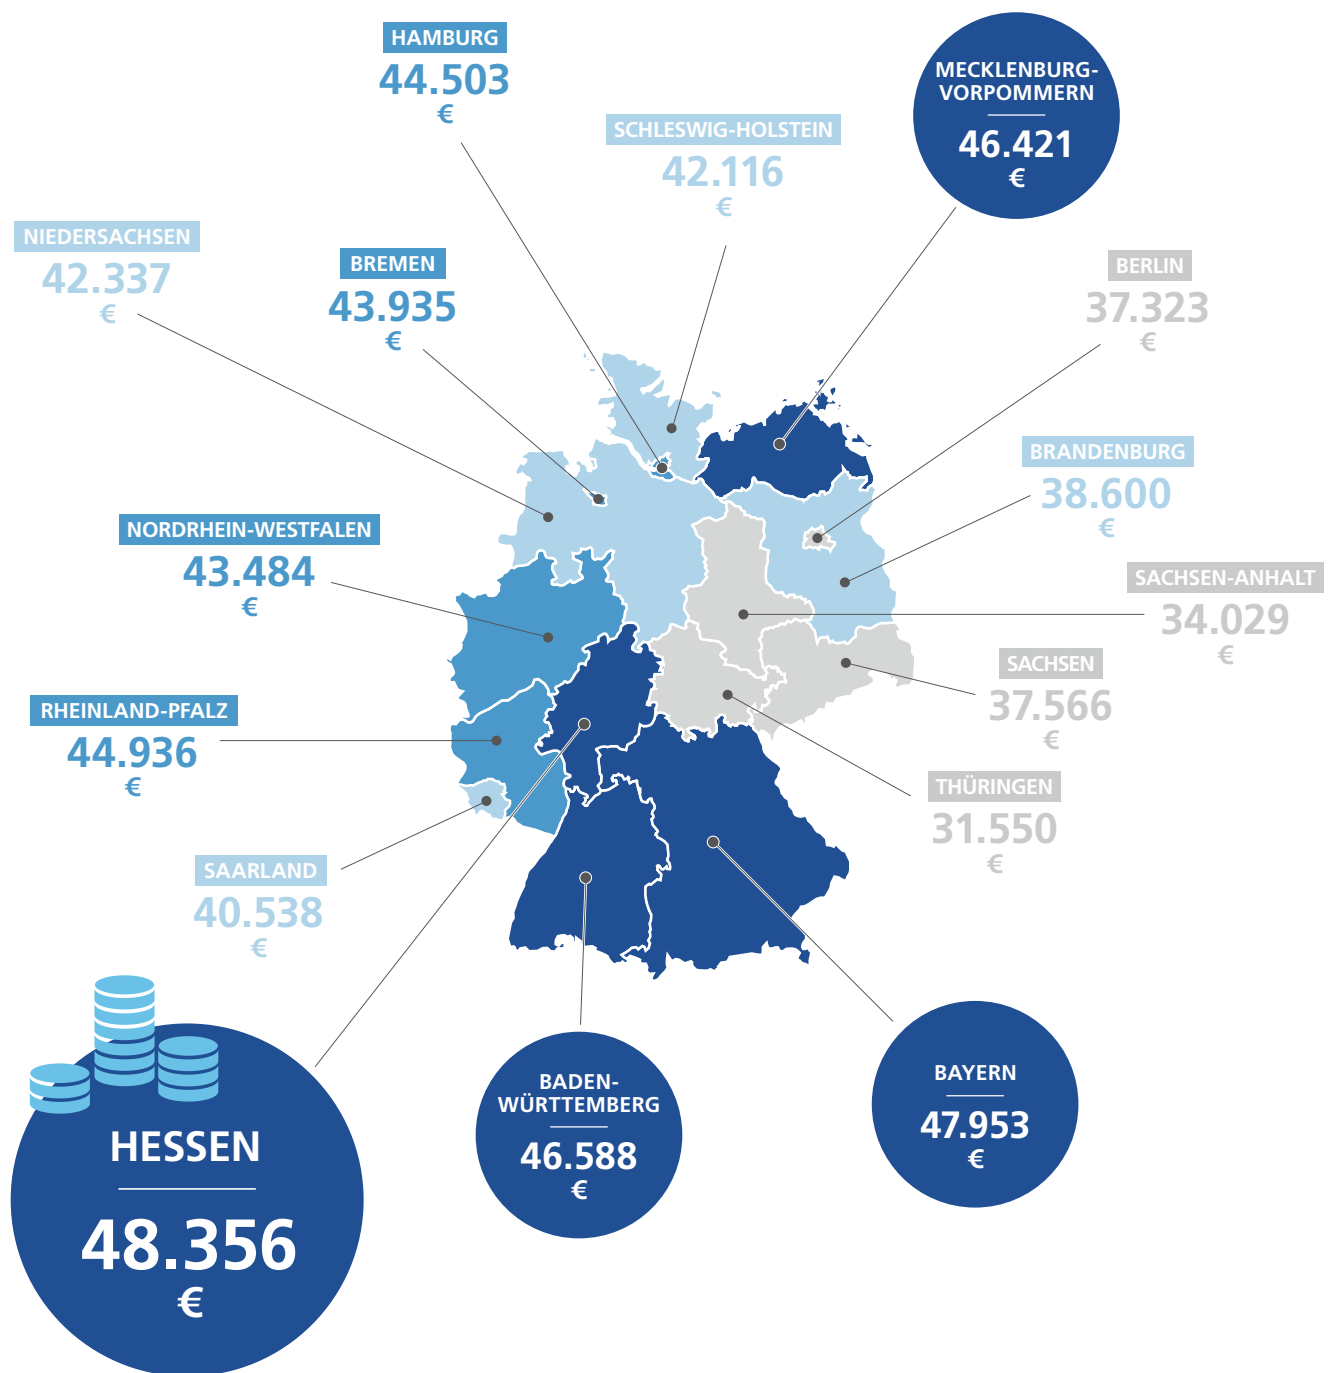 HAMBURG
44.503
€
MECKLENBURG-
VORPOMMERN
46.421
€
SCHLESWIG-HOLSTEIN
42.116
€
NIEDERSACHSEN
42.337
€
BREMEN
43.935
€
BERLIN
37.323
€
BRANDENBURG
38.600
€
NORDRHEIN-WESTFALEN
43.484
€
SACHSEN-ANHALT
34.029
€
SACHSEN
37.566
€
RHEINLAND-PFALZ
44.936
€
THÜRINGEN
31.550
€
SAARLAND
40.538
€
HESSEN
48.356
€
BADEN-
WÜRTTEMBERG
46.588
€
BAYERN
47.953
€